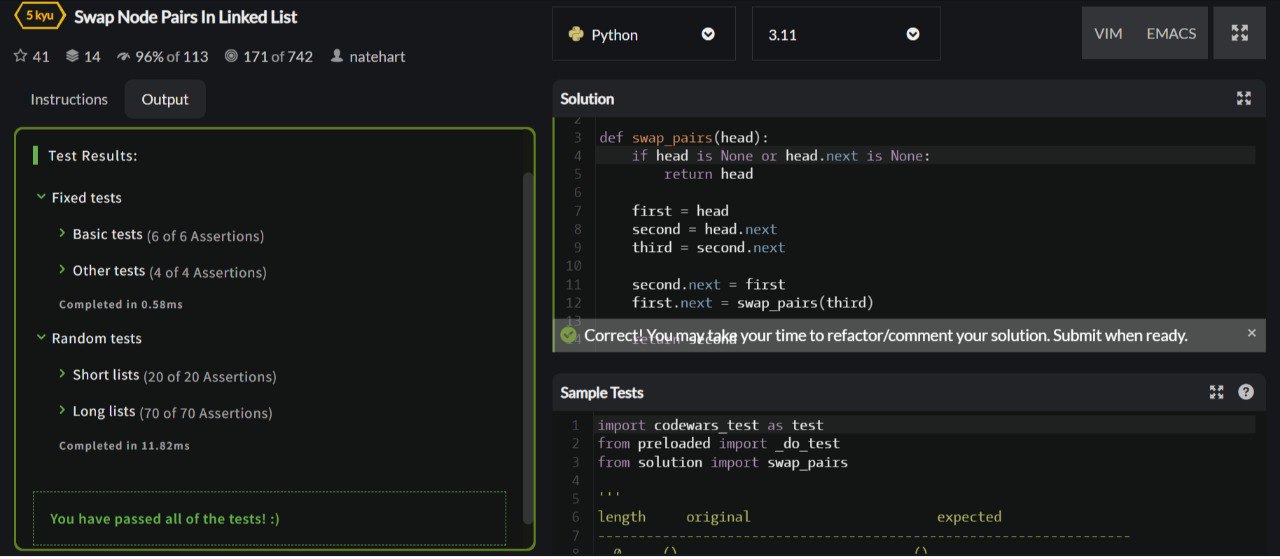 5 kyu Swap Node Pairs In Linked List
41 14 96% of 113 171 of 742 natehart
Instructions Output
Test Results:
Fixed tests
Basic tests (6 of 6 Assertions)
Other tests (4 of 4 Assertions)
Completed in 0.58ms
Random tests
Short lists (20 of 20 Assertions)
Long lists (70 of 70 Assertions)
Completed in 11.82ms
You have passed all of the tests! :)
Python 3.11 VIM EMACS
Solution
2
3 def swap_pairs(head):
4 if head is None or head.next is None:
5 return head
6
7 first = head
8 second = head.next
9 third = second.next
10
11 second.next = first
12 first.next = swap_pairs(third)
13
14 return second
Correct! You may take your time to refactor/comment your solution. Submit when ready. ×
Sample Tests ?
1 import codewars_test as test
2 from preloaded import _do_test
3 from solution import swap_pairs
4
5 '''
6 length original expected
7 ------------------------------------------------------------------
8 0 () ()